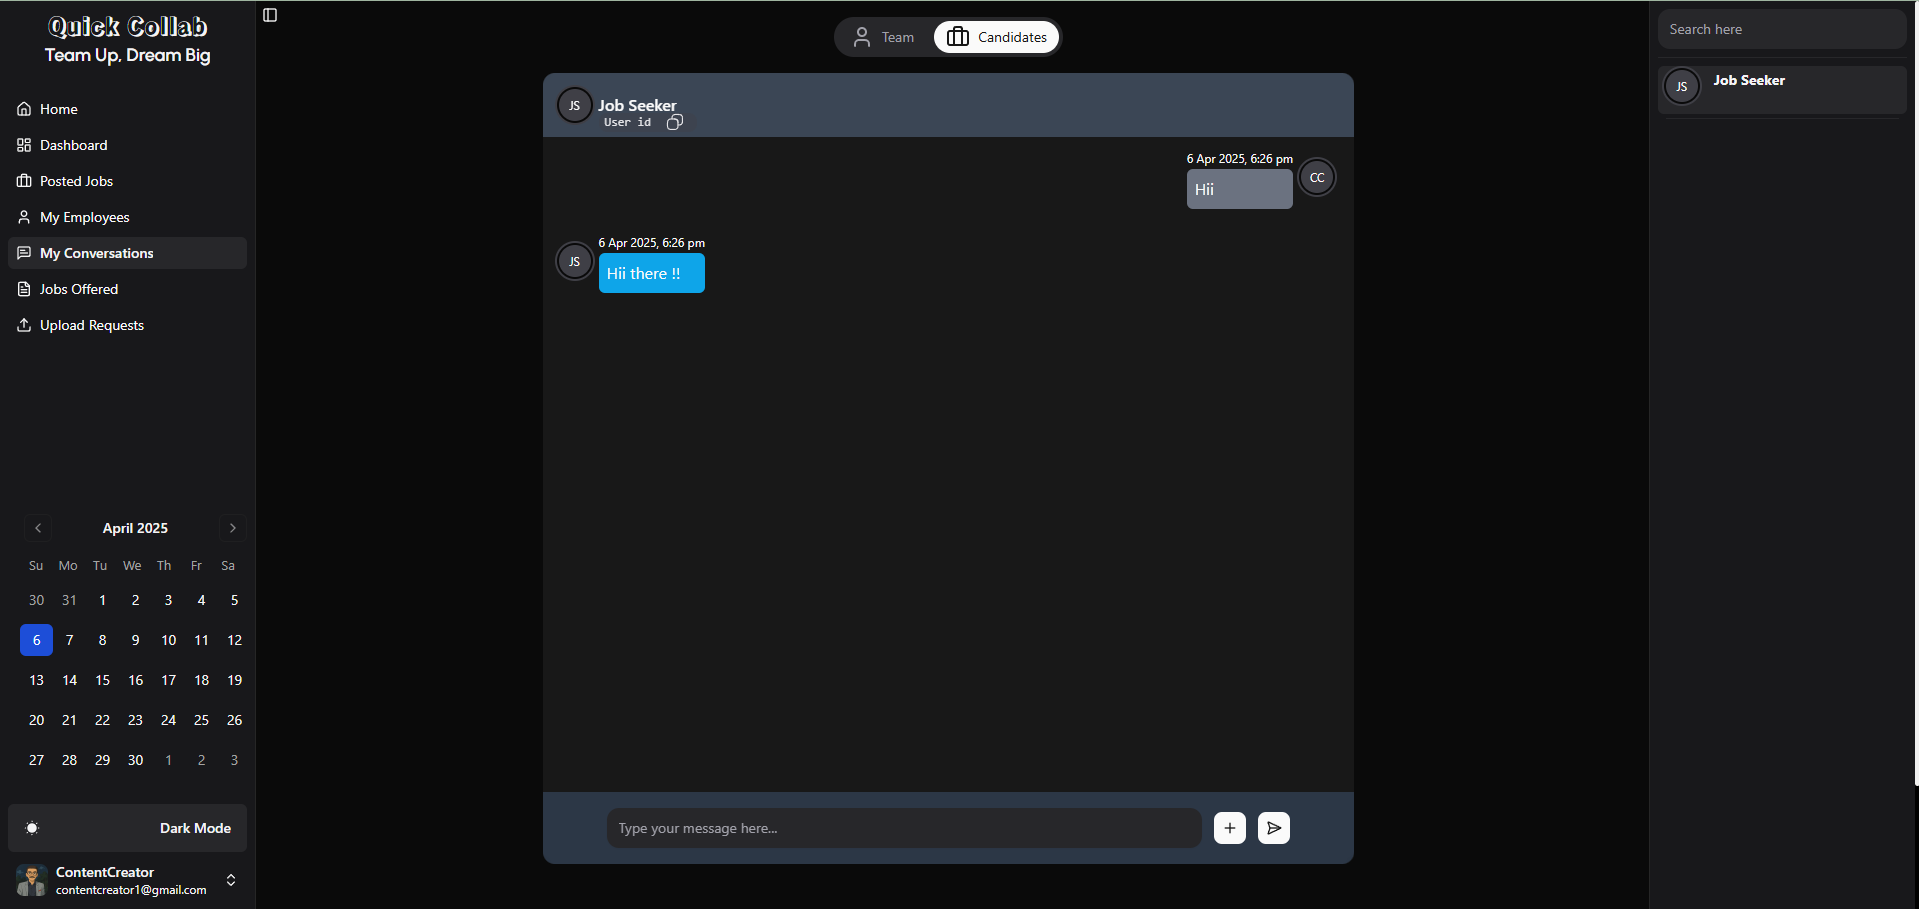 Quick Collab
Team Up, Dream Big
Home
Dashboard
Posted Jobs
My Employees
My Conversations
Jobs Offered
Upload Requests
April 2025
Su Mo Tu We Th Fr Sa
30 31 1 2 3 4 5
6 7 8 9 10 11 12
13 14 15 16 17 18 19
20 21 22 23 24 25 26
27 28 29 30 1 2 3
Dark Mode
ContentCreator
contentcreator1@gmail.com
Team Candidates
JS Job Seeker
User id
6 Apr 2025, 6:26 pm
Hii CC
6 Apr 2025, 6:26 pm
JS Hii there !!
Type your message here...
Search here
JS Job Seeker